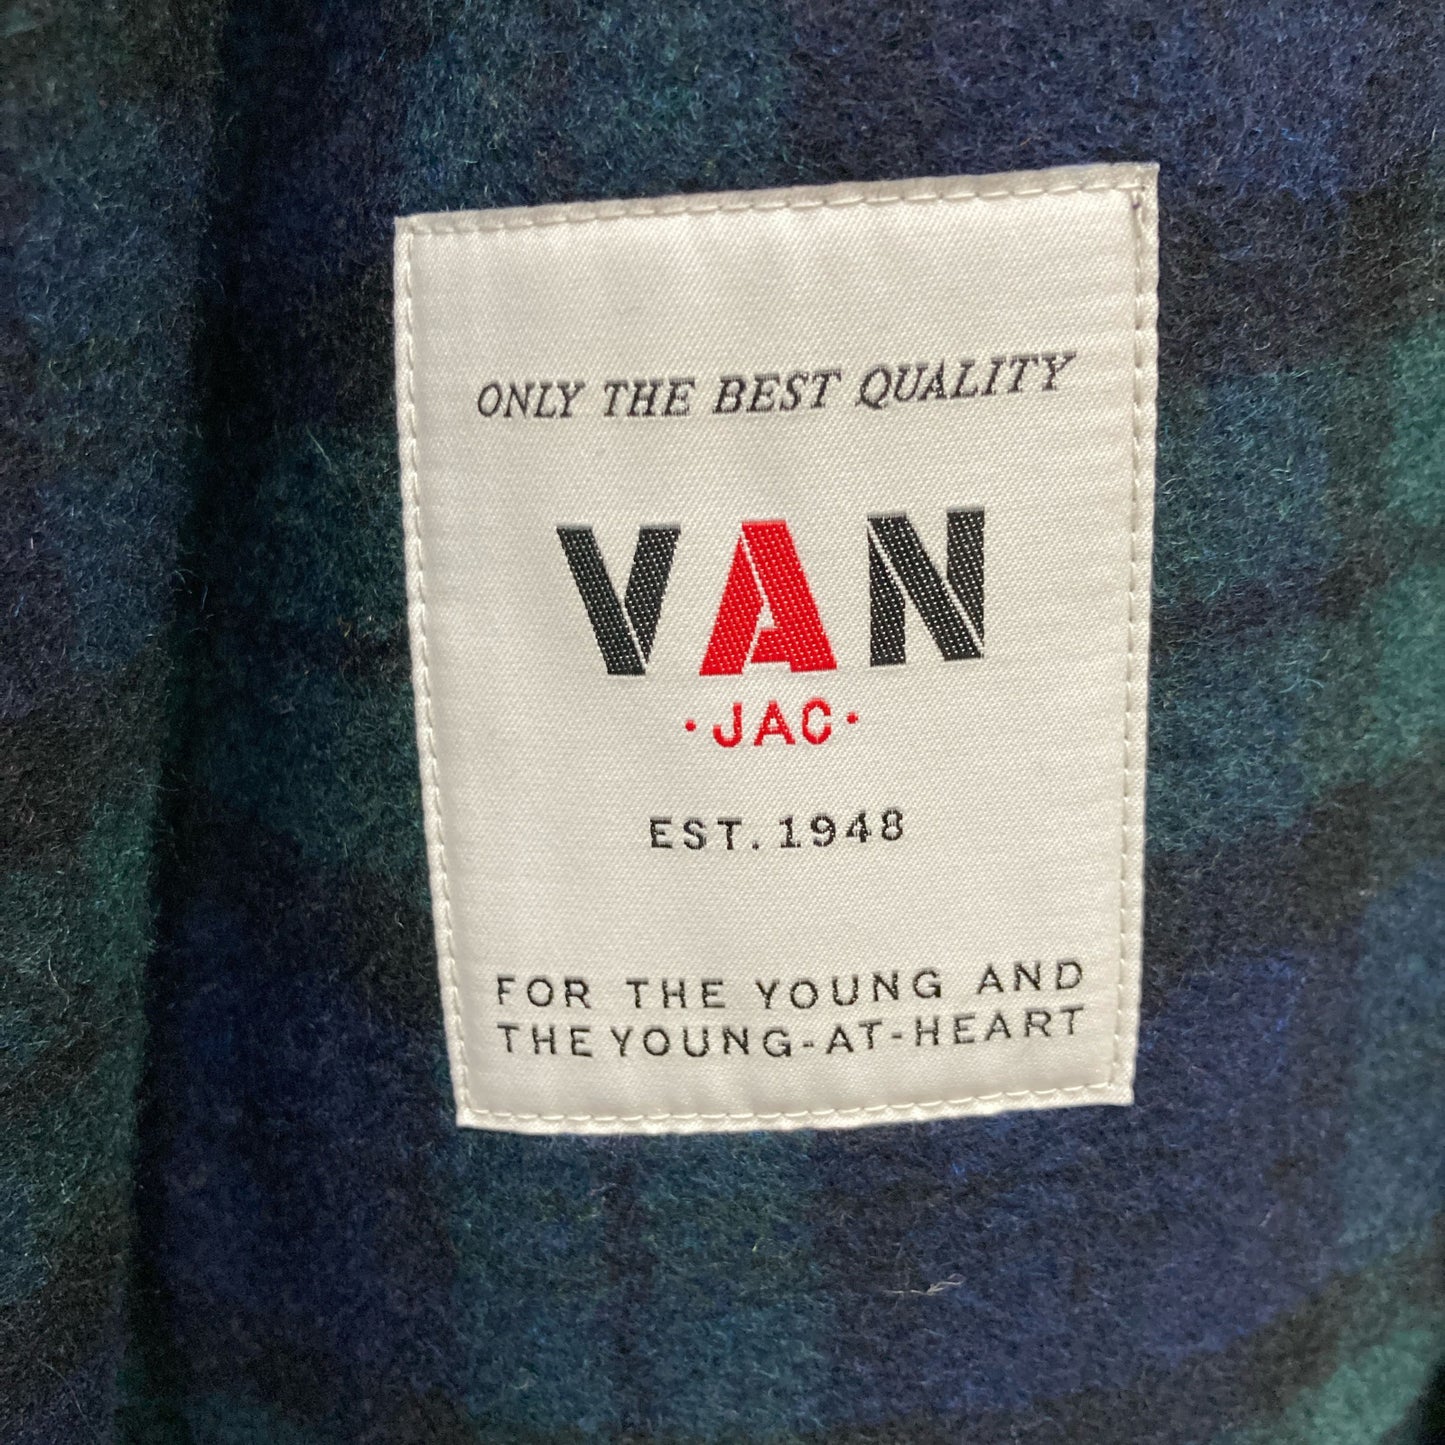 ONLY THE BEST QUALITY
VAN
·JAC·
EST. 1948
FOR THE YOUNG AND
THE YOUNG-AT-HEART